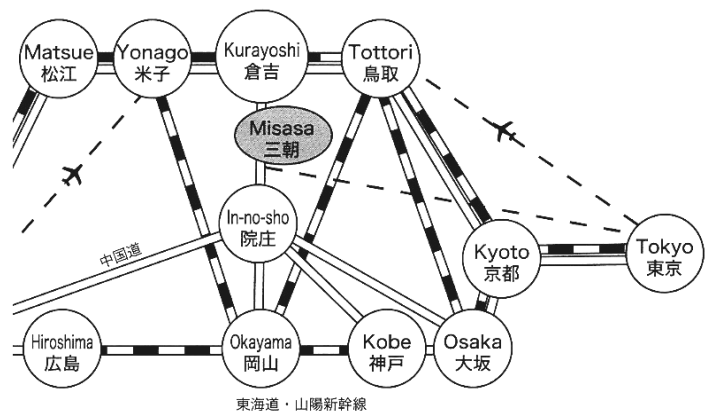 Matsue
松江
Yonago
米子
Kurayoshi
倉吉
Tottori
鳥取
Misasa
三朝
In-no-sho
院庄
中国道
Kyoto
京都
Tokyo
東京
Hiroshima
広島
Okayama
岡山
Kobe
神戸
Osaka
大坂
東海道・山陽新幹線